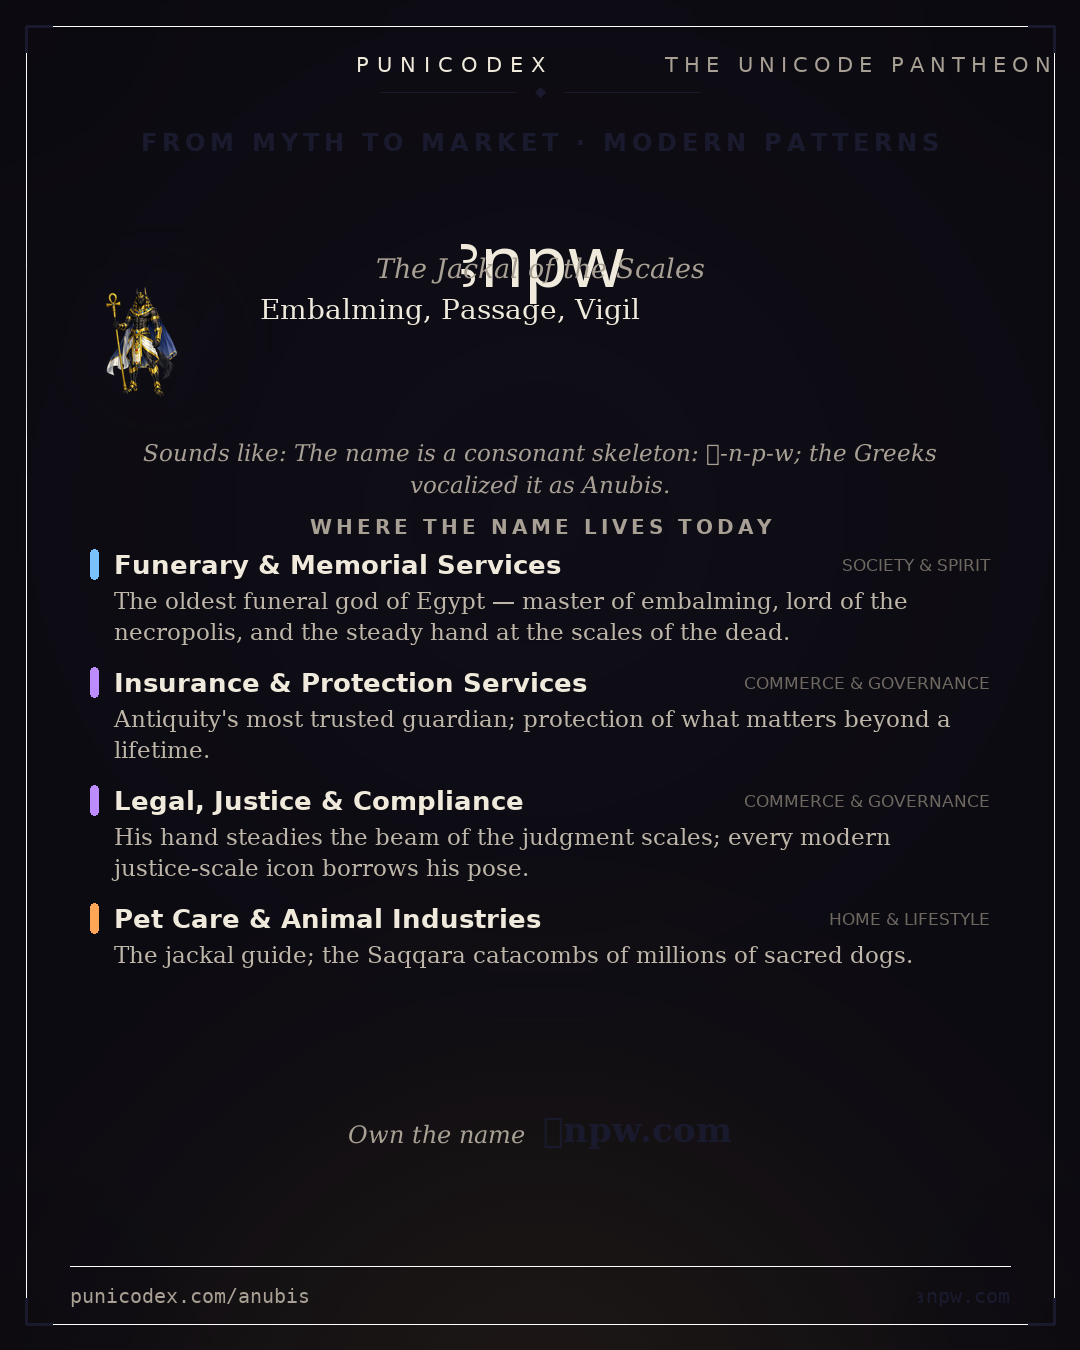 PUNICODEX THE UNICODE PANTHEON
FROM MYTH TO MARKET · MODERN PATTERNS
ꜣnpw
The Jackal of the Scales
Embalming, Passage, Vigil
Sounds like: The name is a consonant skeleton: -n-p-w; the Greeks
vocalized it as Anubis.
WHERE THE NAME LIVES TODAY
Funerary & Memorial Services SOCIETY & SPIRIT
The oldest funeral god of Egypt — master of embalming, lord of the
necropolis, and the steady hand at the scales of the dead.
Insurance & Protection Services COMMERCE & GOVERNANCE
Antiquity's most trusted guardian; protection of what matters beyond a
lifetime.
Legal, Justice & Compliance COMMERCE & GOVERNANCE
His hand steadies the beam of the judgment scales; every modern
justice-scale icon borrows his pose.
Pet Care & Animal Industries HOME & LIFESTYLE
The jackal guide; the Saqqara catacombs of millions of sacred dogs.
Own the name npw.com
punicodex.com/anubis ꜣnpw.com